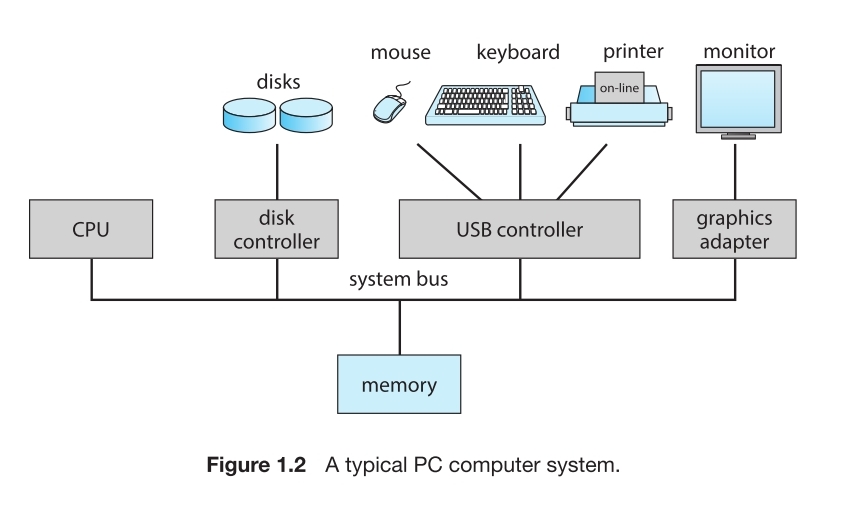 mouse
keyboard
printer
monitor
disks
on-line
CPU
disk
controller
USB controller
graphics
adapter
system bus
memory
Figure 1.2 A typical PC computer system.